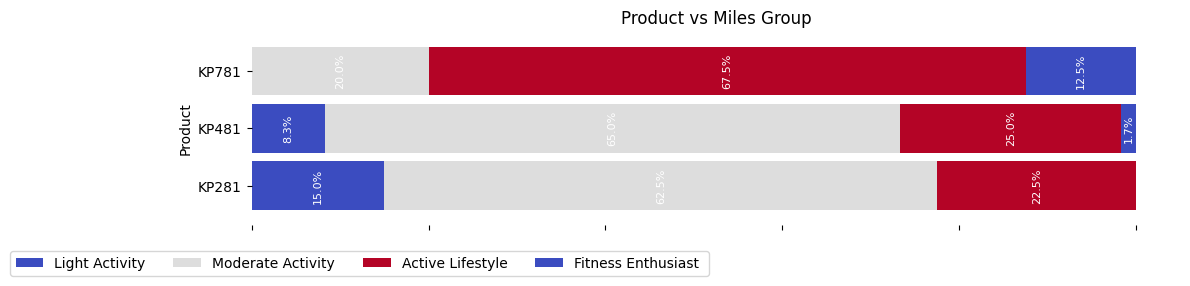 Product vs Miles Group
Product
KP781
20.0%
67.5%
12.5%
KP481
8.3%
65.0%
25.0%
1.7%
KP281
15.0%
62.5%
22.5%
Light Activity
Moderate Activity
Active Lifestyle
Fitness Enthusiast